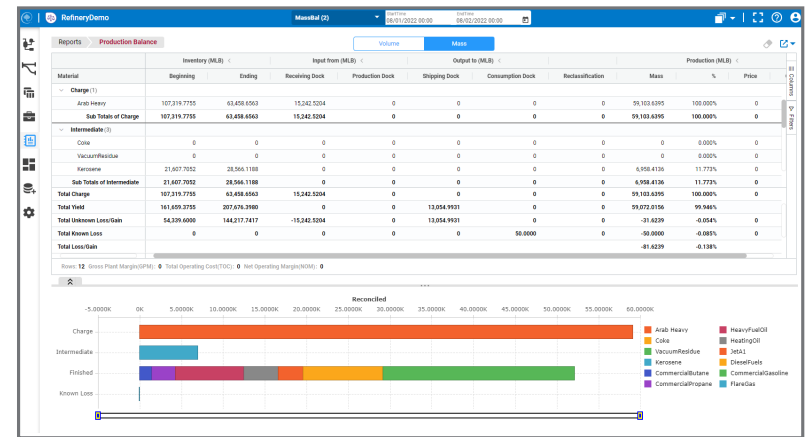 RefineryDemo MassBal (2) StartTime 08/01/2022 00:00 EndTime 08/02/2022 00:00
Reports Production Balance Volume Mass
Inventory (MLB) Input from (MLB) Output to (MLB) Production (MLB)
Material Beginning Ending Receiving Dock Production Dock Shipping Dock Consumption Dock Reclassification Mass % Price
Charge (1)
Arab Heavy 107,319.7755 63,458.6563 15,242.5204 0 0 0 0 59,103.6395 100.000% 0
Sub Totals of Charge 107,319.7755 63,458.6563 15,242.5204 0 0 0 0 59,103.6395 100.000% 0
Intermediate (3)
Coke 0 0 0 0 0 0 0 0 0.000% 0
VacuumResidue 0 0 0 0 0 0 0 0 0.000% 0
Kerosene 21,607.7052 28,566.1188 0 0 0 0 0 6,958.4136 11.773% 0
Sub Totals of Intermediate 21,607.7052 28,566.1188 0 0 0 0 0 6,958.4136 11.773% 0
Total Charge 107,319.7755 63,458.6563 15,242.5204 0 0 0 0 59,103.6395 100.000% 0
Total Yield 161,659.3755 207,676.3980 0 0 13,054.9931 0 0 59,072.0156 99.946%
Total Unknown Loss/Gain 54,339.6000 144,217.7417 -15,242.5204 0 13,054.9931 0 0 -31.6239 -0.054% 0
Total Known Loss 0 0 0 0 0 50.0000 0 -50.0000 -0.085% 0
Total Loss/Gain -81.6239 -0.138%
Columns
Filters
Rows: 12 Gross Plant Margin(GPM): 0 Total Operating Cost(TOC): 0 Net Operating Margin(NOM): 0
Reconciled
-5.0000K 0K 5.0000K 10.0000K 15.0000K 20.0000K 25.0000K 30.0000K 35.0000K 40.0000K 45.0000K 50.0000K 55.0000K 60.0000K
Charge
Intermediate
Finished
Known Loss
Arab Heavy HeavyFuelOil
Coke HeatingOil
VacuumResidue JetA1
Kerosene DieselFuels
CommercialButane CommercialGasoline
CommercialPropane FlareGas